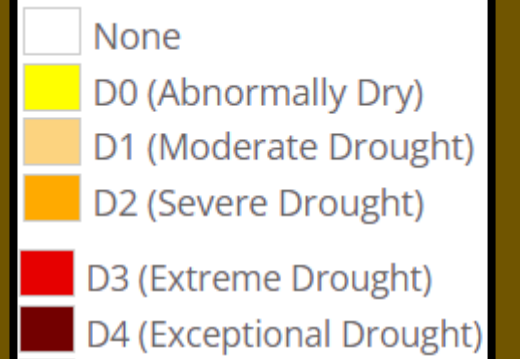 None
D0 (Abnormally Dry)
D1 (Moderate Drought)
D2 (Severe Drought)
D3 (Extreme Drought)
D4 (Exceptional Drought)